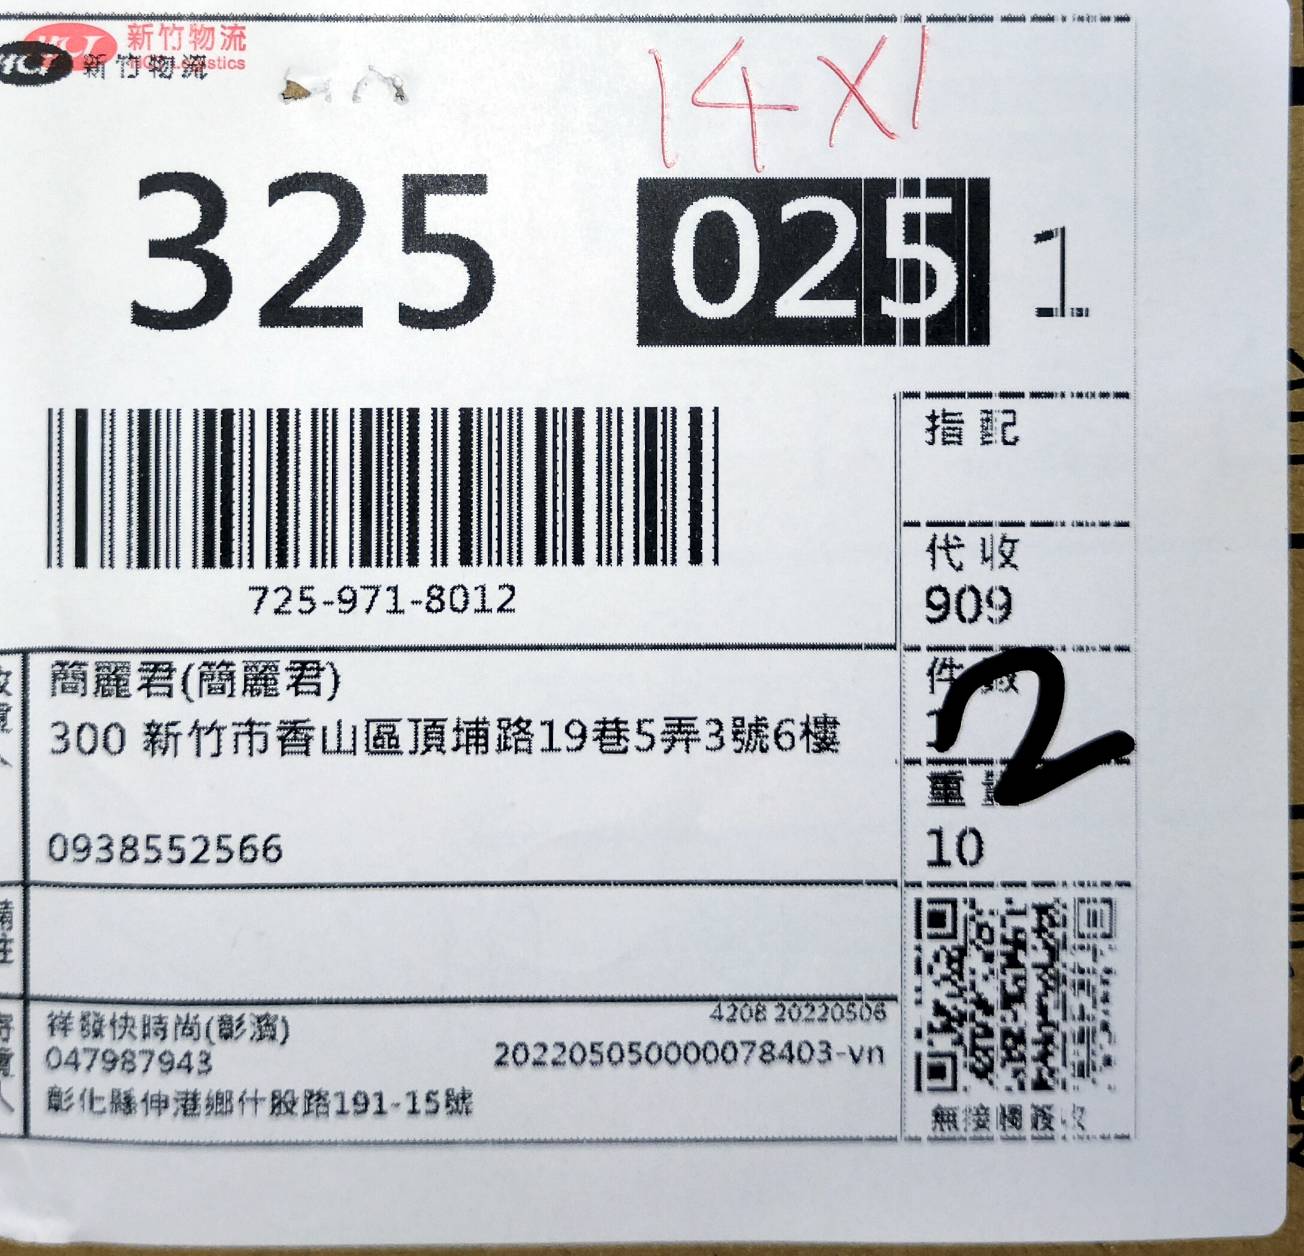 新竹物流
HCT Logistics
HCT 新竹物流
14 X 1
325 025 1
725-971-8012
指配
代收
909
件數
1
2
重量
10
收貨人
簡麗君(簡麗君)
300 新竹市香山區頂埔路19巷5弄3號6樓
0938552566
備註
寄貨人
祥發快時尚(彰濱)
4208 20220506
047987943
202205050000078403-vn
彰化縣伸港鄉什股路191-15號
無接觸簽收